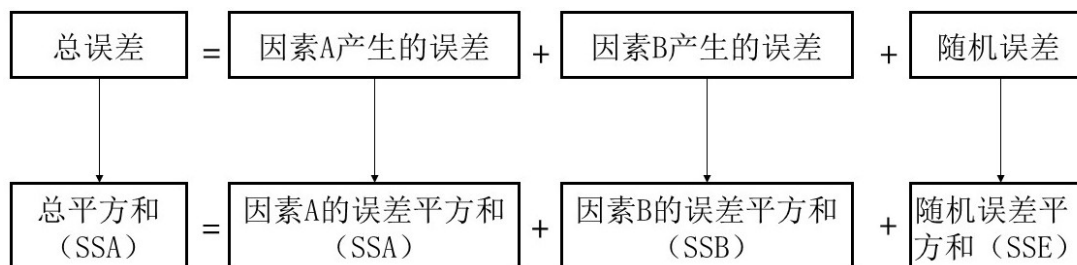 总误差 = 因素A产生的误差 + 因素B产生的误差 + 随机误差
总平方和 = 因素A的误差平方和 + 因素B的误差平方和 + 随机误差平
（SSA） （SSA） （SSB） 方和（SSE）